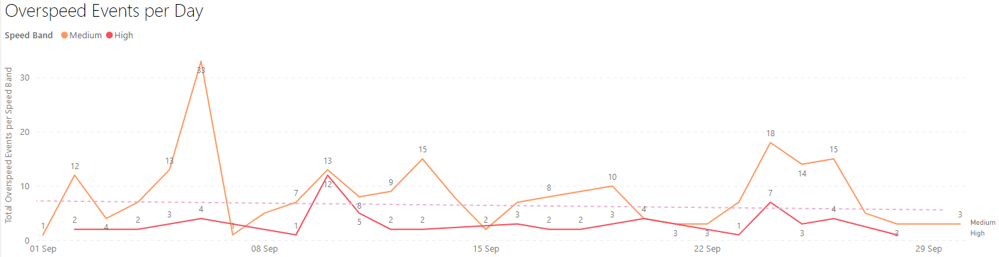 Overspeed Events per Day
Speed Band Medium High
Total Overspeed Events per Speed Band
30
20
10
0
33
18
12 13 13 15 15
9 10 14
7 12 8 7
8
1 2 4 2 3 4 1 1 5 2 2 2 3 2 2 3 4 3 3 1 3 4 3 3
Medium
High
01 Sep 08 Sep 15 Sep 22 Sep 29 Sep